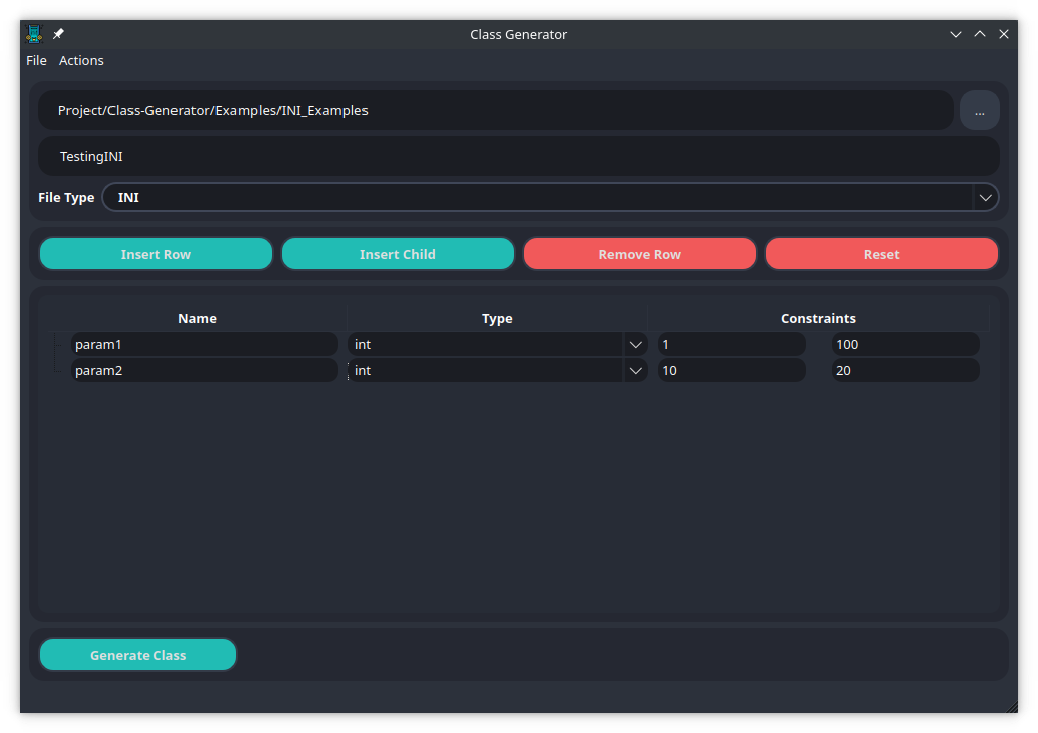 Class Generator
File Actions
Project/Class-Generator/Examples/INI_Examples
...
TestingINI
File Type INI
Insert Row Insert Child Remove Row Reset
Name Type Constraints
param1 int 1 100
param2 int 10 20
Generate Class